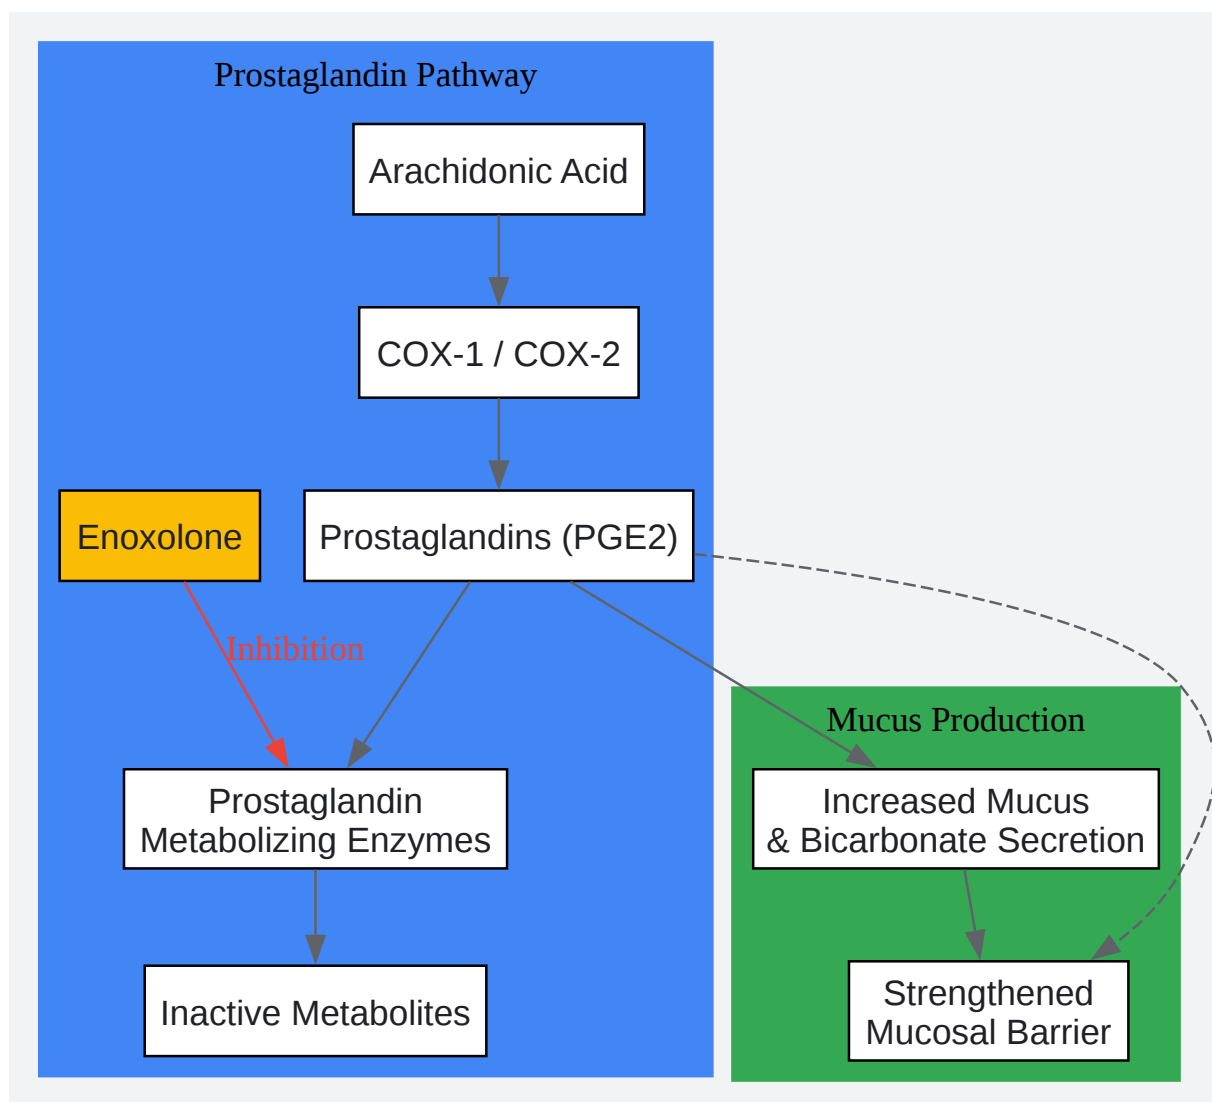 Prostaglandin Pathway
Arachidonic Acid
COX-1 / COX-2
Enoxolone
Prostaglandins (PGE2)
Inhibition
Mucus Production
Prostaglandin
Metabolizing Enzymes
Increased Mucus
& Bicarbonate Secretion
Inactive Metabolites
Strengthened
Mucosal Barrier